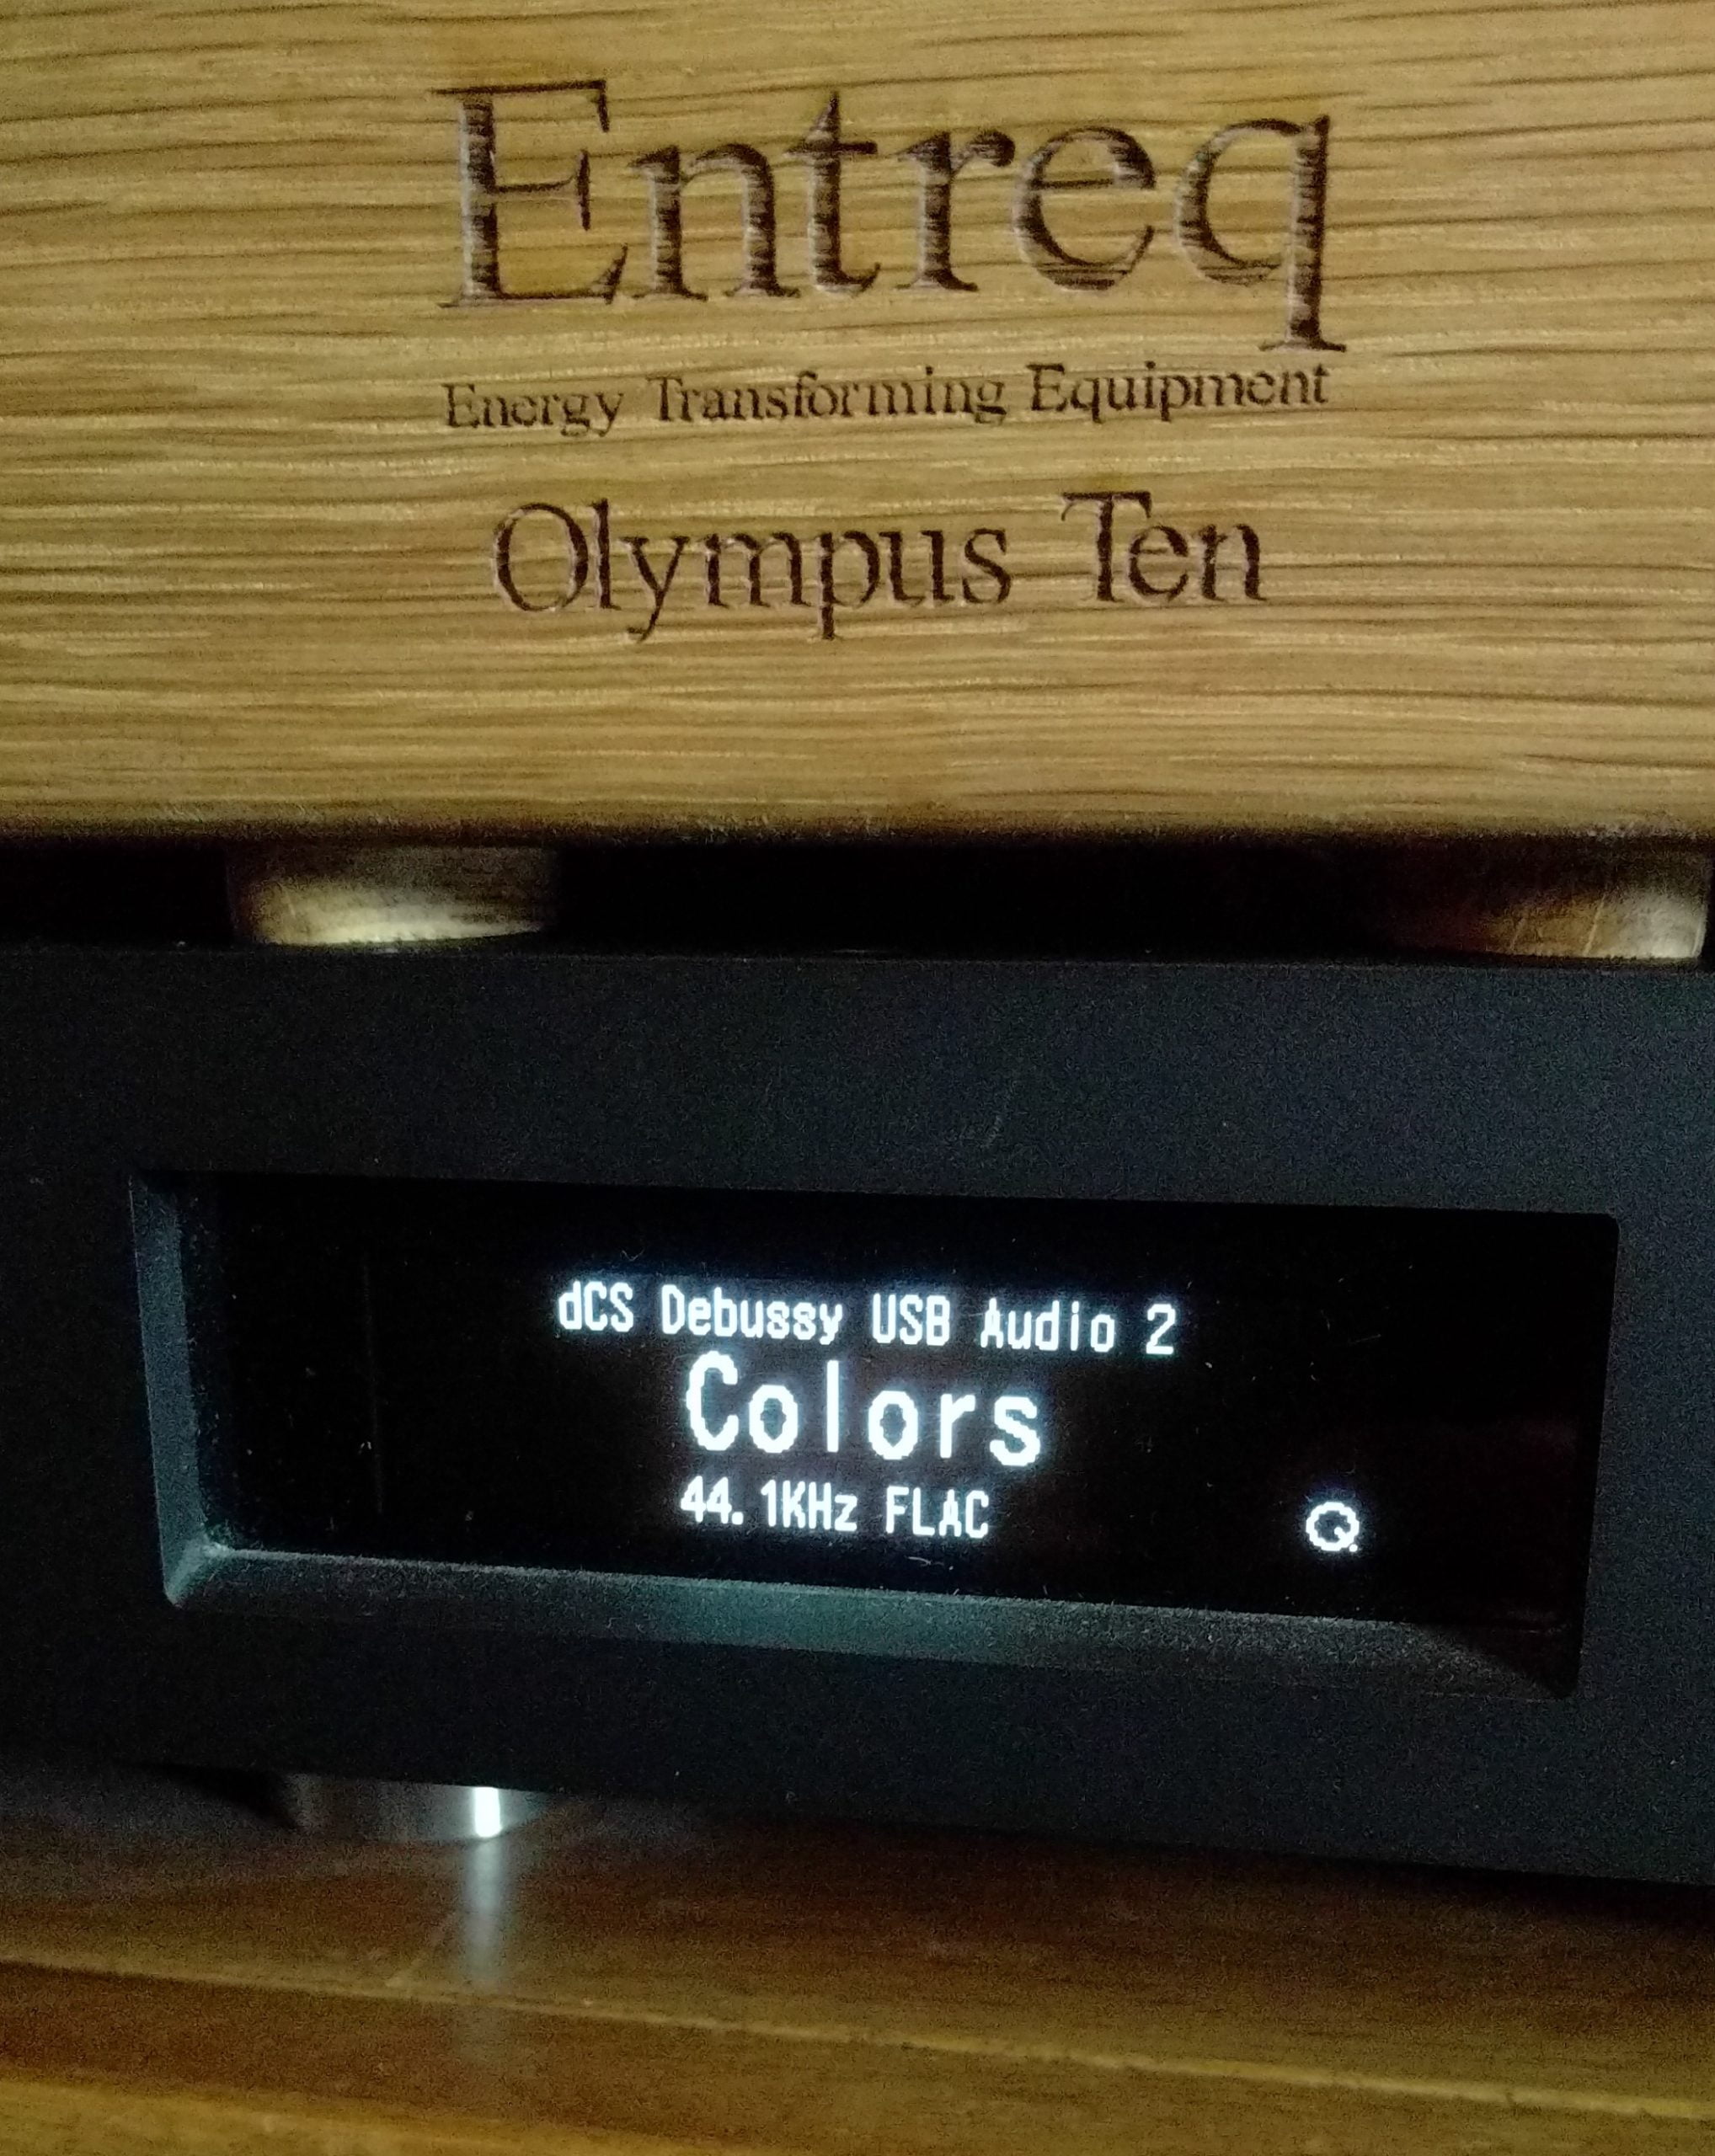 Entreq
Energy Transforming Equipment
Olympus Ten
dCS Debussy USB Audio 2
Colors
44.1KHz FLAC
Q